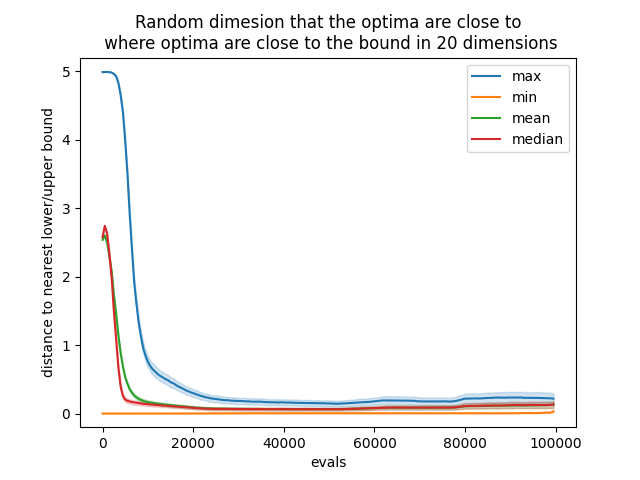 Random dimesion that the optima are close to
where optima are close to the bound in 20 dimensions
distance to nearest lower/upper bound
5
4
3
2
1
0
max
min
mean
median
0 20000 40000 60000 80000 100000
evals